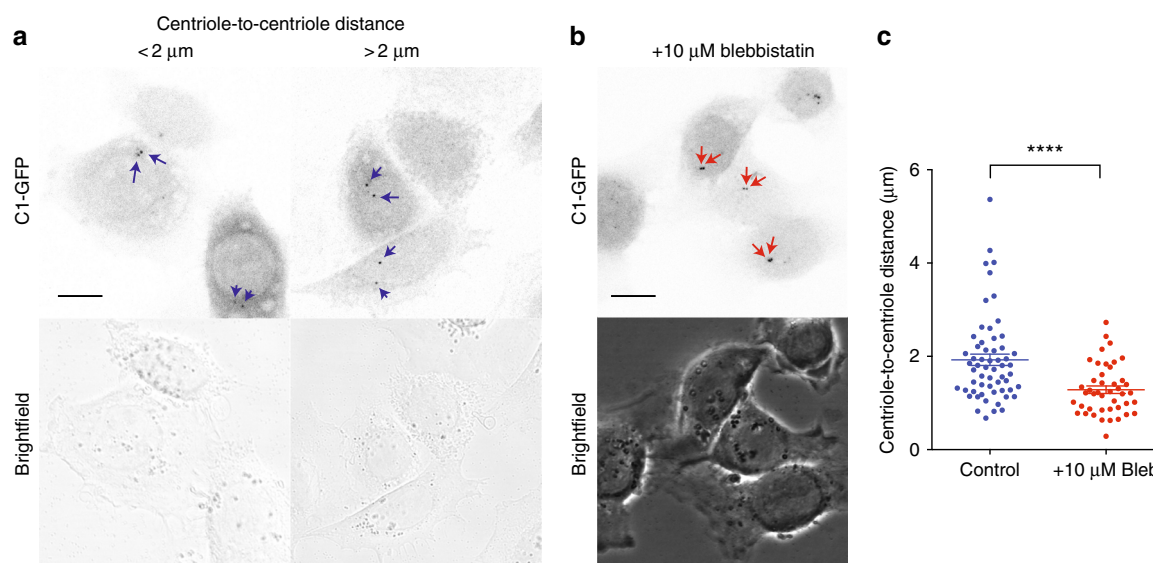 a
Centriole-to-centriole distance
< 2 μm
> 2 μm
C1-GFP
Brightfield
b
+10 μM blebbistatin
C1-GFP
Brightfield
c
****
Centriole-to-centriole distance (μm)
6
4
2
0
Control
+10 μM Bleb